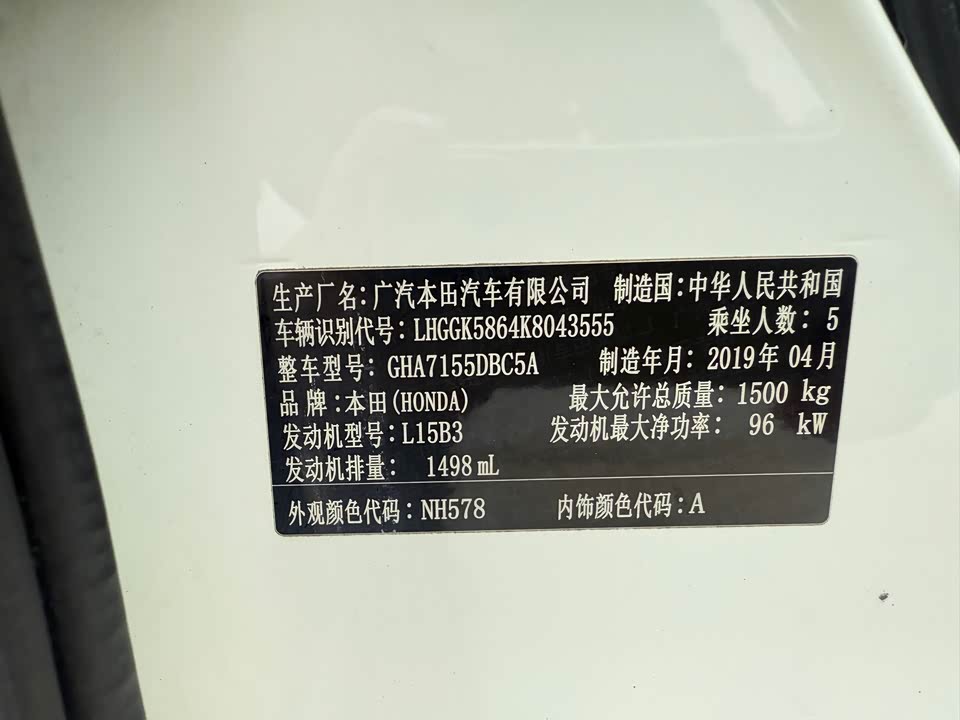 生产厂名：广汽本田汽车有限公司 制造国：中华人民共和国
车辆识别代号：LHGGK5864K8043555 乘坐人数：5
整车型号：GHA7155DBC5A 制造年月：2019年 04月
品牌：本田(HONDA) 最大允许总质量：1500 kg
发动机型号：L15B3 发动机最大净功率：96 kW
发动机排量：1498 mL
外观颜色代码：NH578 内饰颜色代码：A